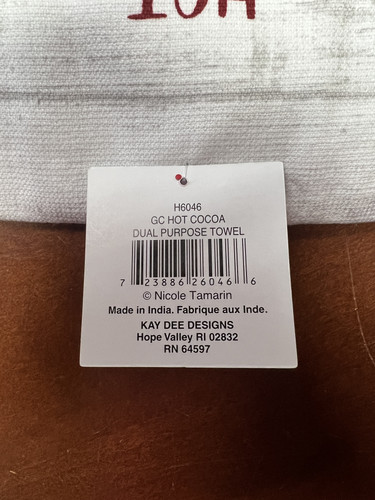 H6046
GC HOT COCOA
DUAL PURPOSE TOWEL
7 23886 26046 6
© Nicole Tamarin
Made in India. Fabrique aux Inde.
KAY DEE DESIGNS
Hope Valley RI 02832
RN 64597